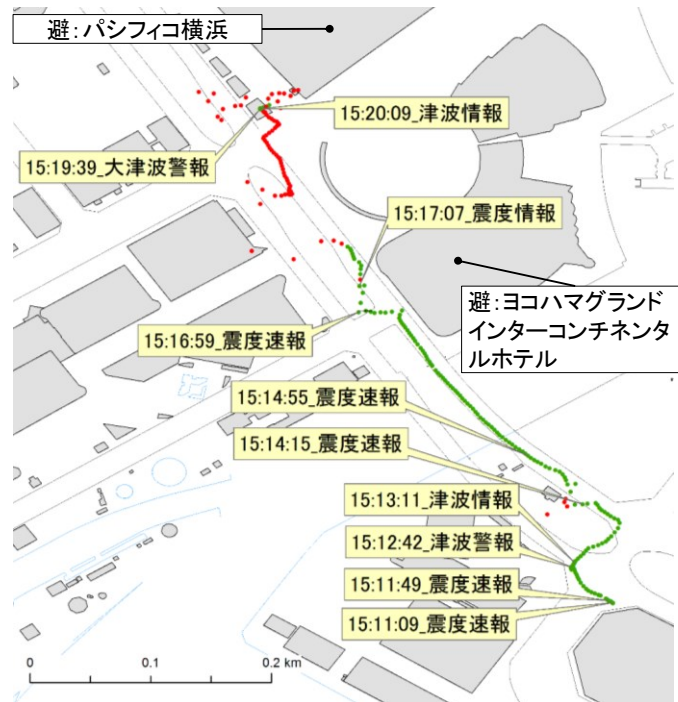 避：パシフィコ横浜
15:20:09_津波情報
15:19:39_大津波警報
15:17:07_震度情報
避：ヨコハマグランド
インターコンチネンタ
ルホテル
15:16:59_震度速報
15:14:55_震度速報
15:14:15_震度速報
15:13:11_津波情報
15:12:42_津波警報
15:11:49_震度速報
15:11:09_震度速報
0 0.1 0.2 km